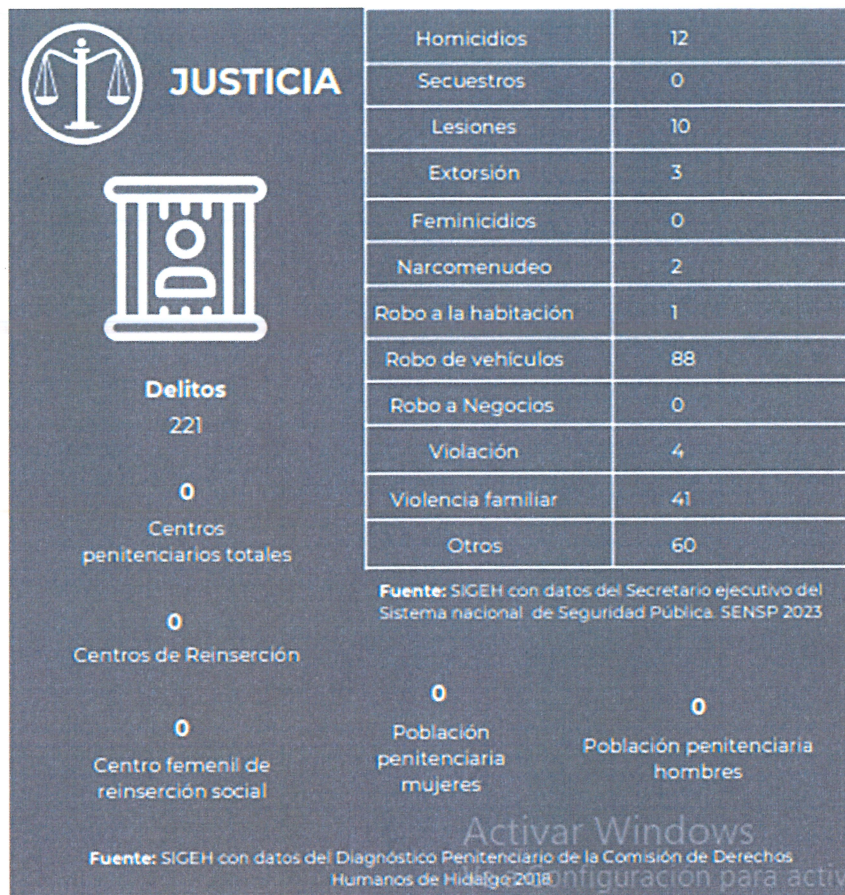 JUSTICIA
Delitos
221
0
Centros
penitenciarios totales
0
Centros de Reinserción
0
Centro femenil de
reinserción social
Homicidios 12
Secuestros 0
Lesiones 10
Extorsión 3
Feminicidios 0
Narcomenudeo 2
Robo a la habitación 1
Robo de vehículos 88
Robo a Negocios 0
Violación 4
Violencia familiar 41
Otros 60
Fuente: SIGEH con datos del Secretario ejecutivo del
Sistema nacional de Seguridad Pública. SENSP 2023
0
Población
penitenciaria
mujeres
0
Población penitenciaria
hombres
Activar Windows
Fuente: SIGEH con datos del Diagnóstico Penitenciario de la Comisión de Derechos
Humanos de Hidalgo 2018
configuración para activ